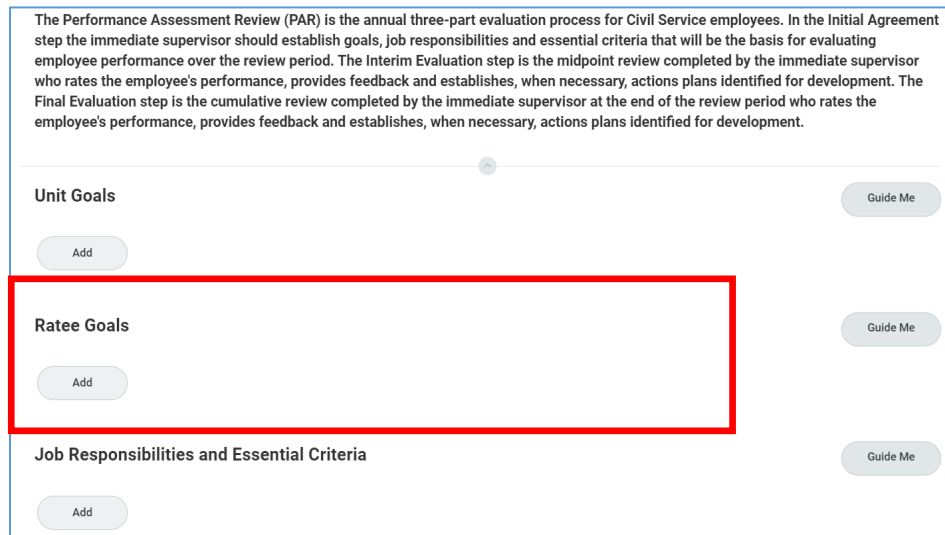 The Performance Assessment Review (PAR) is the annual three-part evaluation process for Civil Service employees. In the Initial Agreement
step the immediate supervisor should establish goals, job responsibilities and essential criteria that will be the basis for evaluating
employee performance over the review period. The Interim Evaluation step is the midpoint review completed by the immediate supervisor
who rates the employee's performance, provides feedback and establishes, when necessary, actions plans identified for development. The
Final Evaluation step is the cumulative review completed by the immediate supervisor at the end of the review period who rates the
employee's performance, provides feedback and establishes, when necessary, actions plans identified for development.
Unit Goals
Guide Me
Add
Ratee Goals
Guide Me
Add
Job Responsibilities and Essential Criteria
Guide Me
Add